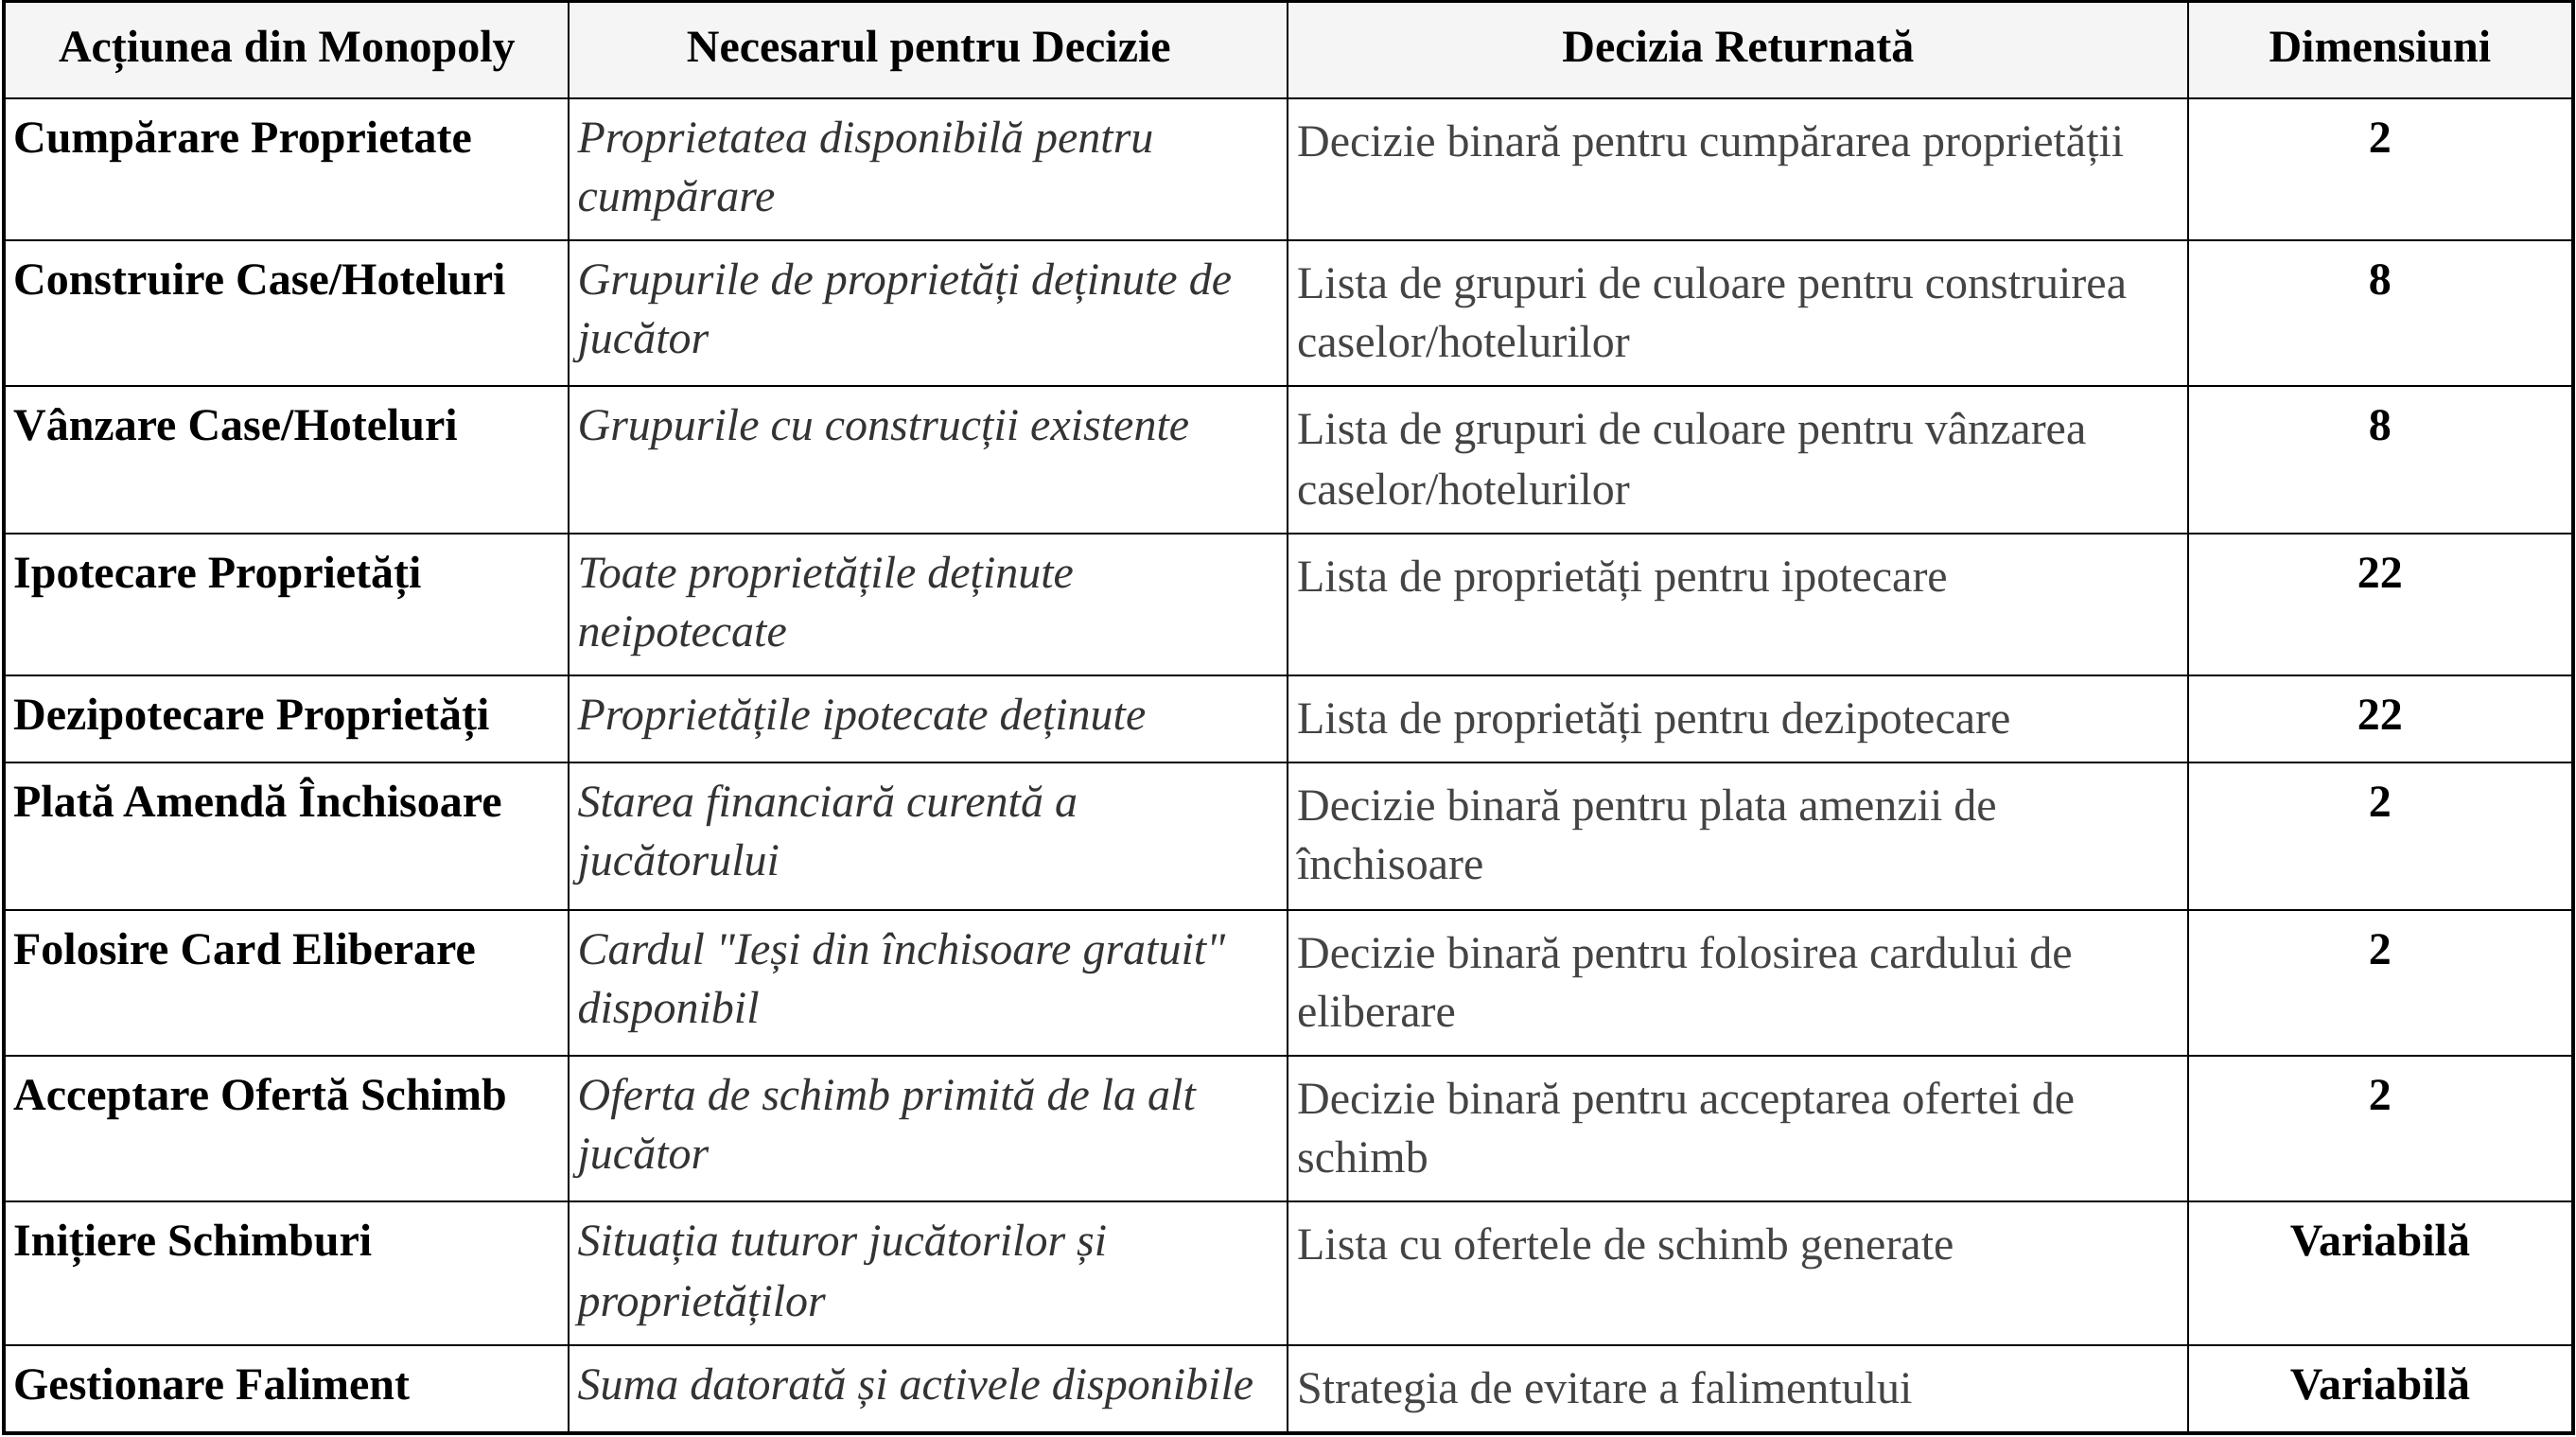 Acțiunea din Monopoly
Necesarul pentru Decizie
Decizia Returnată
Dimensiuni
Cumpărare Proprietate
Proprietatea disponibilă pentru
cumpărare
Decizie binară pentru cumpărarea proprietății
2
Construire Case/Hoteluri
Grupurile de proprietăți deținute de
jucător
Lista de grupuri de culoare pentru construirea
caselor/hotelurilor
8
Vânzare Case/Hoteluri
Grupurile cu construcții existente
Lista de grupuri de culoare pentru vânzarea
caselor/hotelurilor
8
Ipotecare Proprietăți
Toate proprietățile deținute
neipotecate
Lista de proprietăți pentru ipotecare
22
Dezipotecare Proprietăți
Proprietățile ipotecate deținute
Lista de proprietăți pentru dezipotecare
22
Plată Amendă Închisoare
Starea financiară curentă a
jucătorului
Decizie binară pentru plata amenzii de
închisoare
2
Folosire Card Eliberare
Cardul "Ieși din închisoare gratuit"
disponibil
Decizie binară pentru folosirea cardului de
eliberare
2
Acceptare Ofertă Schimb
Oferta de schimb primită de la alt
jucător
Decizie binară pentru acceptarea ofertei de
schimb
2
Inițiere Schimburi
Situația tuturor jucătorilor și
proprietăților
Lista cu ofertele de schimb generate
Variabilă
Gestionare Faliment
Suma datorată și activele disponibile
Strategia de evitare a falimentului
Variabilă